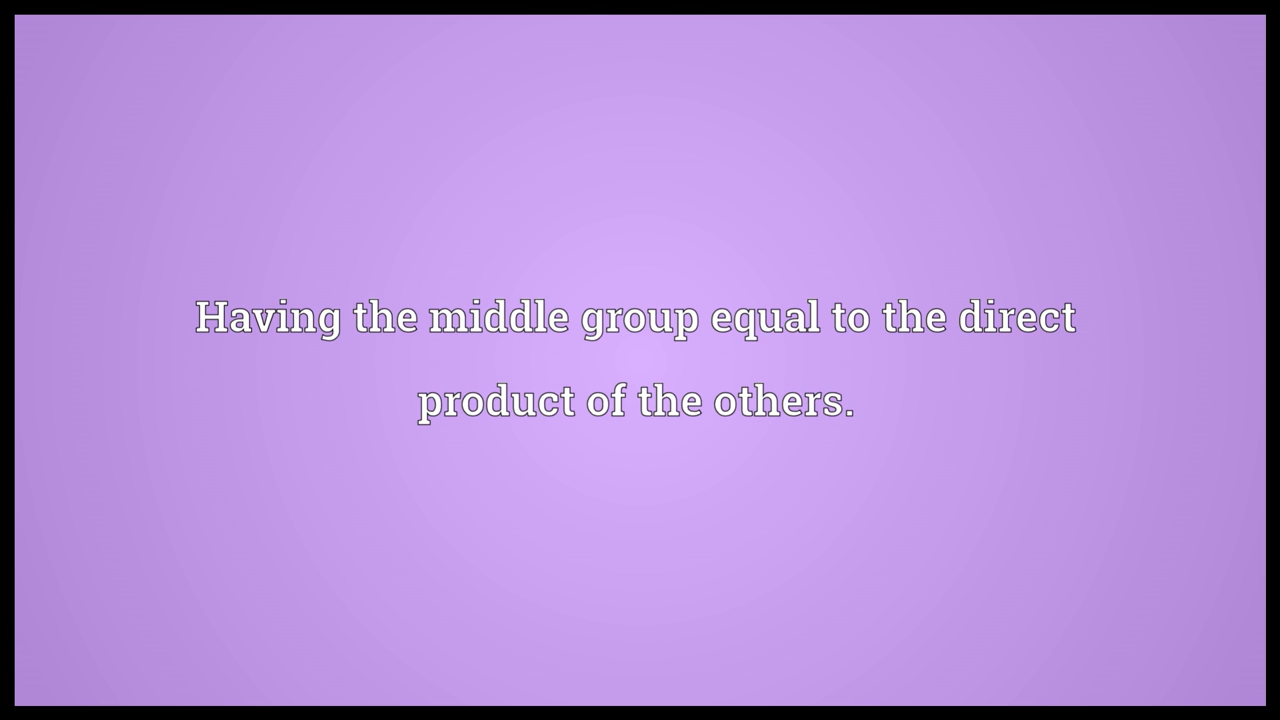 Having the middle group equal to the direct
product of the others.